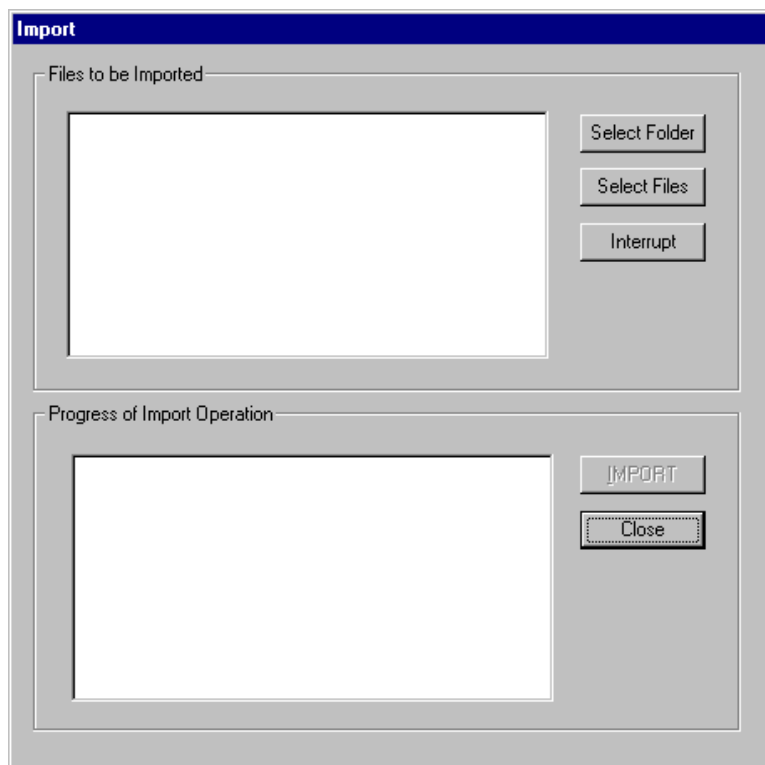 Import
Files to be Imported
Select Folder
Select Files
Interrupt
Progress of Import Operation
IMPORT
Close